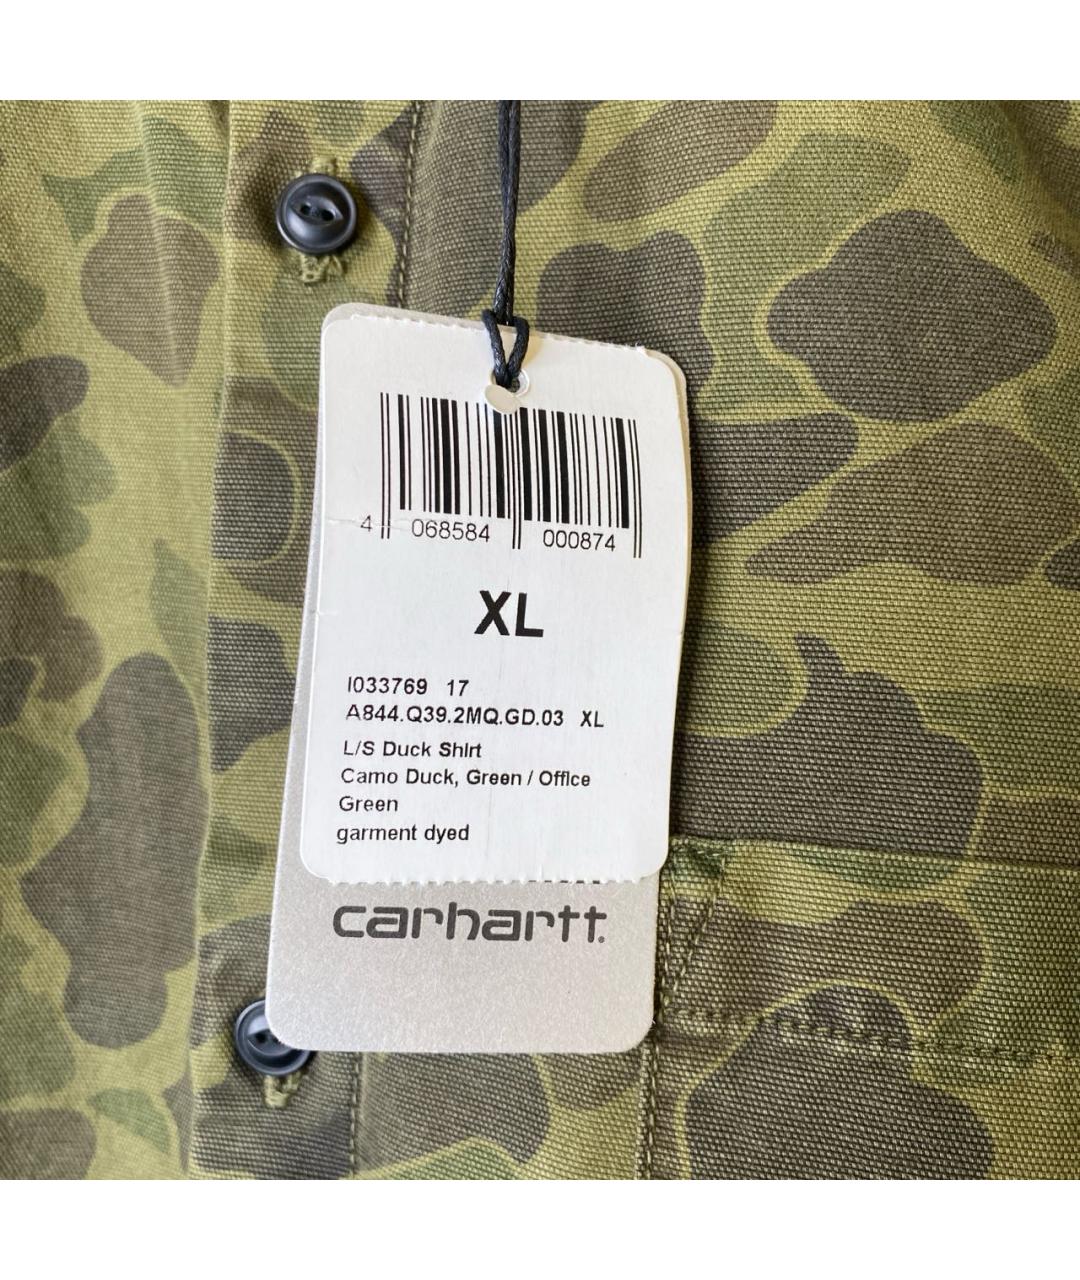 4 068584 000874
XL
I033769 17
A844.Q39.2MQ.GD.03 XL
L/S Duck Shirt
Camo Duck, Green / Office
Green
garment dyed
carhartt.